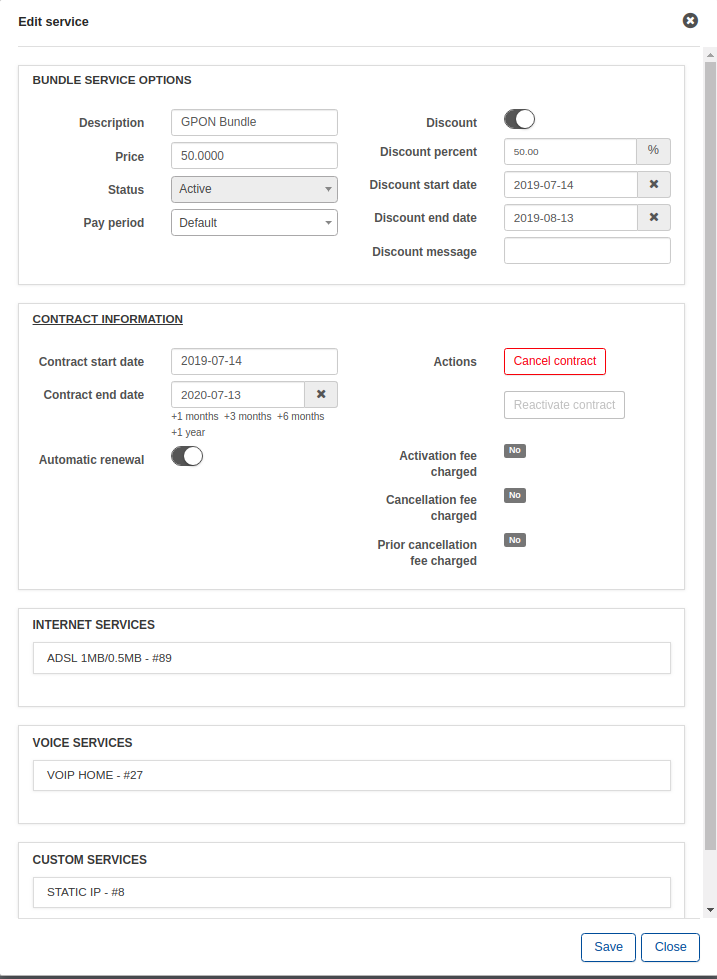 Edit service
BUNDLE SERVICE OPTIONS
Description GPON Bundle
Price 50.0000
Status Active
Pay period Default
Discount
Discount percent 50.00 %
Discount start date 2019-07-14
Discount end date 2019-08-13
Discount message
CONTRACT INFORMATION
Contract start date 2019-07-14
Contract end date 2020-07-13
+1 months +3 months +6 months
+1 year
Automatic renewal
Actions Cancel contract
Reactivate contract
Activation fee No
charged
Cancellation fee No
charged
Prior cancellation No
fee charged
INTERNET SERVICES
ADSL 1MB/0.5MB - #89
VOICE SERVICES
VOIP HOME - #27
CUSTOM SERVICES
STATIC IP - #8
Save Close